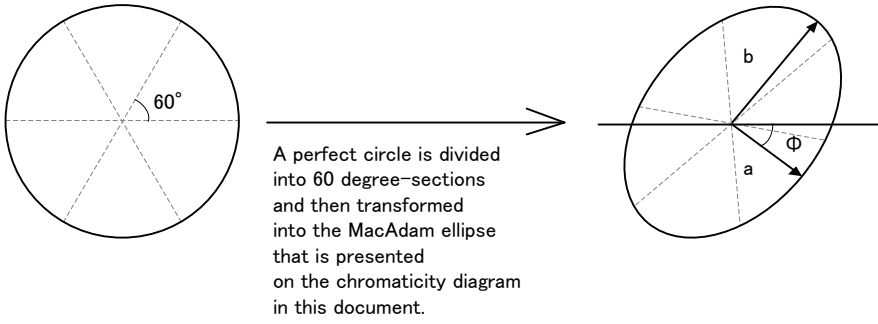 60°
A perfect circle is divided
into 60 degree-sections
and then transformed
into the MacAdam ellipse
that is presented
on the chromaticity diagram
in this document.
b
Φ
a